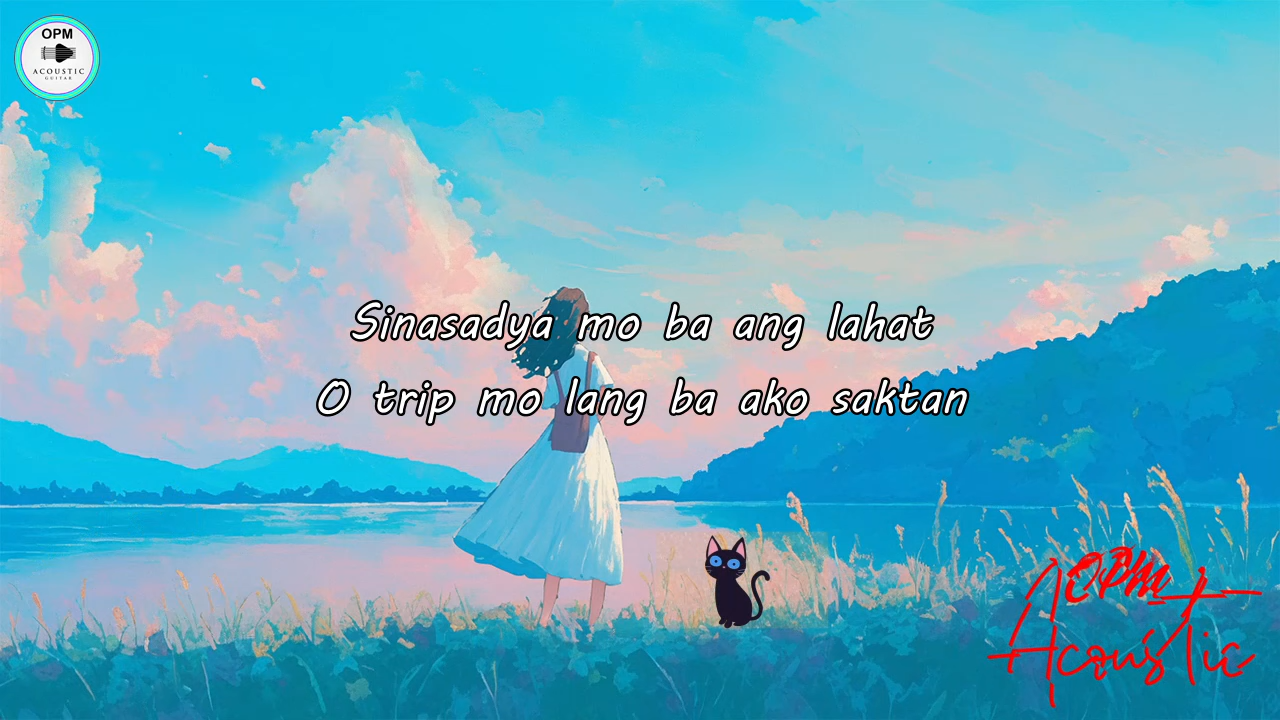 OPM
ACOUSTIC
GUITAR
Sinasadya mo ba ang lahat
O trip mo lang ba ako saktan
OPM
Acoustic